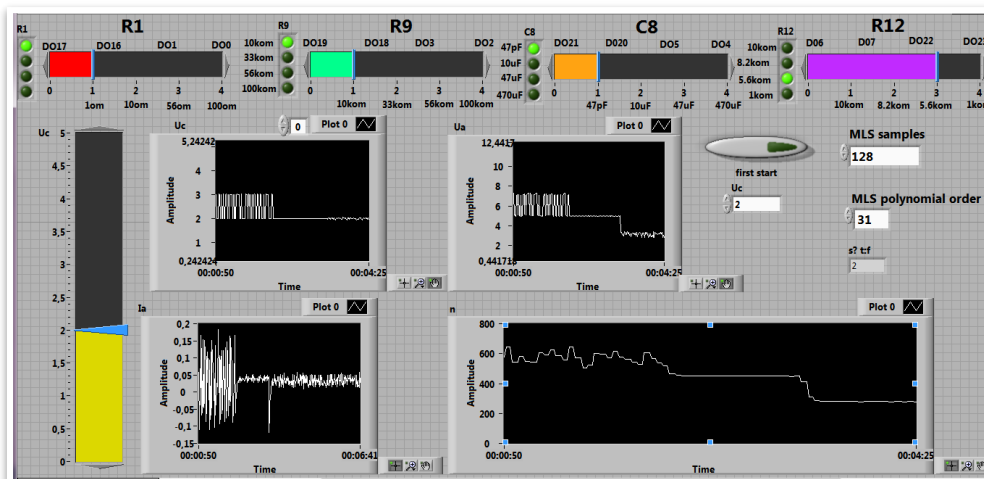 R1
R9
C8
R12
R1
DO17
DO16
DO1
DO0
0
1
2
3
4
1om
10om
56om
100om
R9
10kom
33kom
56kom
100kom
DO19
DO18
DO3
DO2
0
1
2
3
4
10kom
33kom
56kom
100kom
C8
47pF
10uF
47uF
470uF
DO21
D020
DO5
DO4
0
1
2
3
4
47pF
10uF
47uF
470uF
R12
10kom
8.2kom
5.6kom
1kom
D06
D07
DO22
0
1
2
3
4
10kom
8.2kom
5.6kom
Uc
5
4,5
4
3,5
3
2,5
2
1,5
1
0,5
0
Uc
0
Plot 0
5,24242
4
3
2
1
0,242424
Amplitude
00:00:50
00:04:25
Time
Ua
Plot 0
12,4417
10
8
6
4
2
Amplitude
00:00:50
00:04:25
Time
first start
Uc
2
MLS samples
128
MLS polynomial order
31
s? t:f
2
Ia
Plot 0
0,2
0,15
0,1
0,05
0
-0,05
-0,1
-0,15
Amplitude
00:00:50
00:06:41
Time
n
Plot 0
800
600
400
200
0
Amplitude
00:00:50
00:04:25
Time